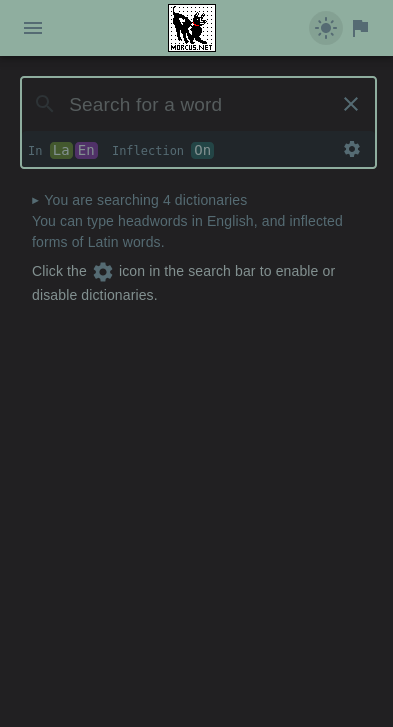 MORCUS.NET
Search for a word
In La En Inflection On
▸ You are searching 4 dictionaries
You can type headwords in English, and inflected
forms of Latin words.
Click the icon in the search bar to enable or
disable dictionaries.